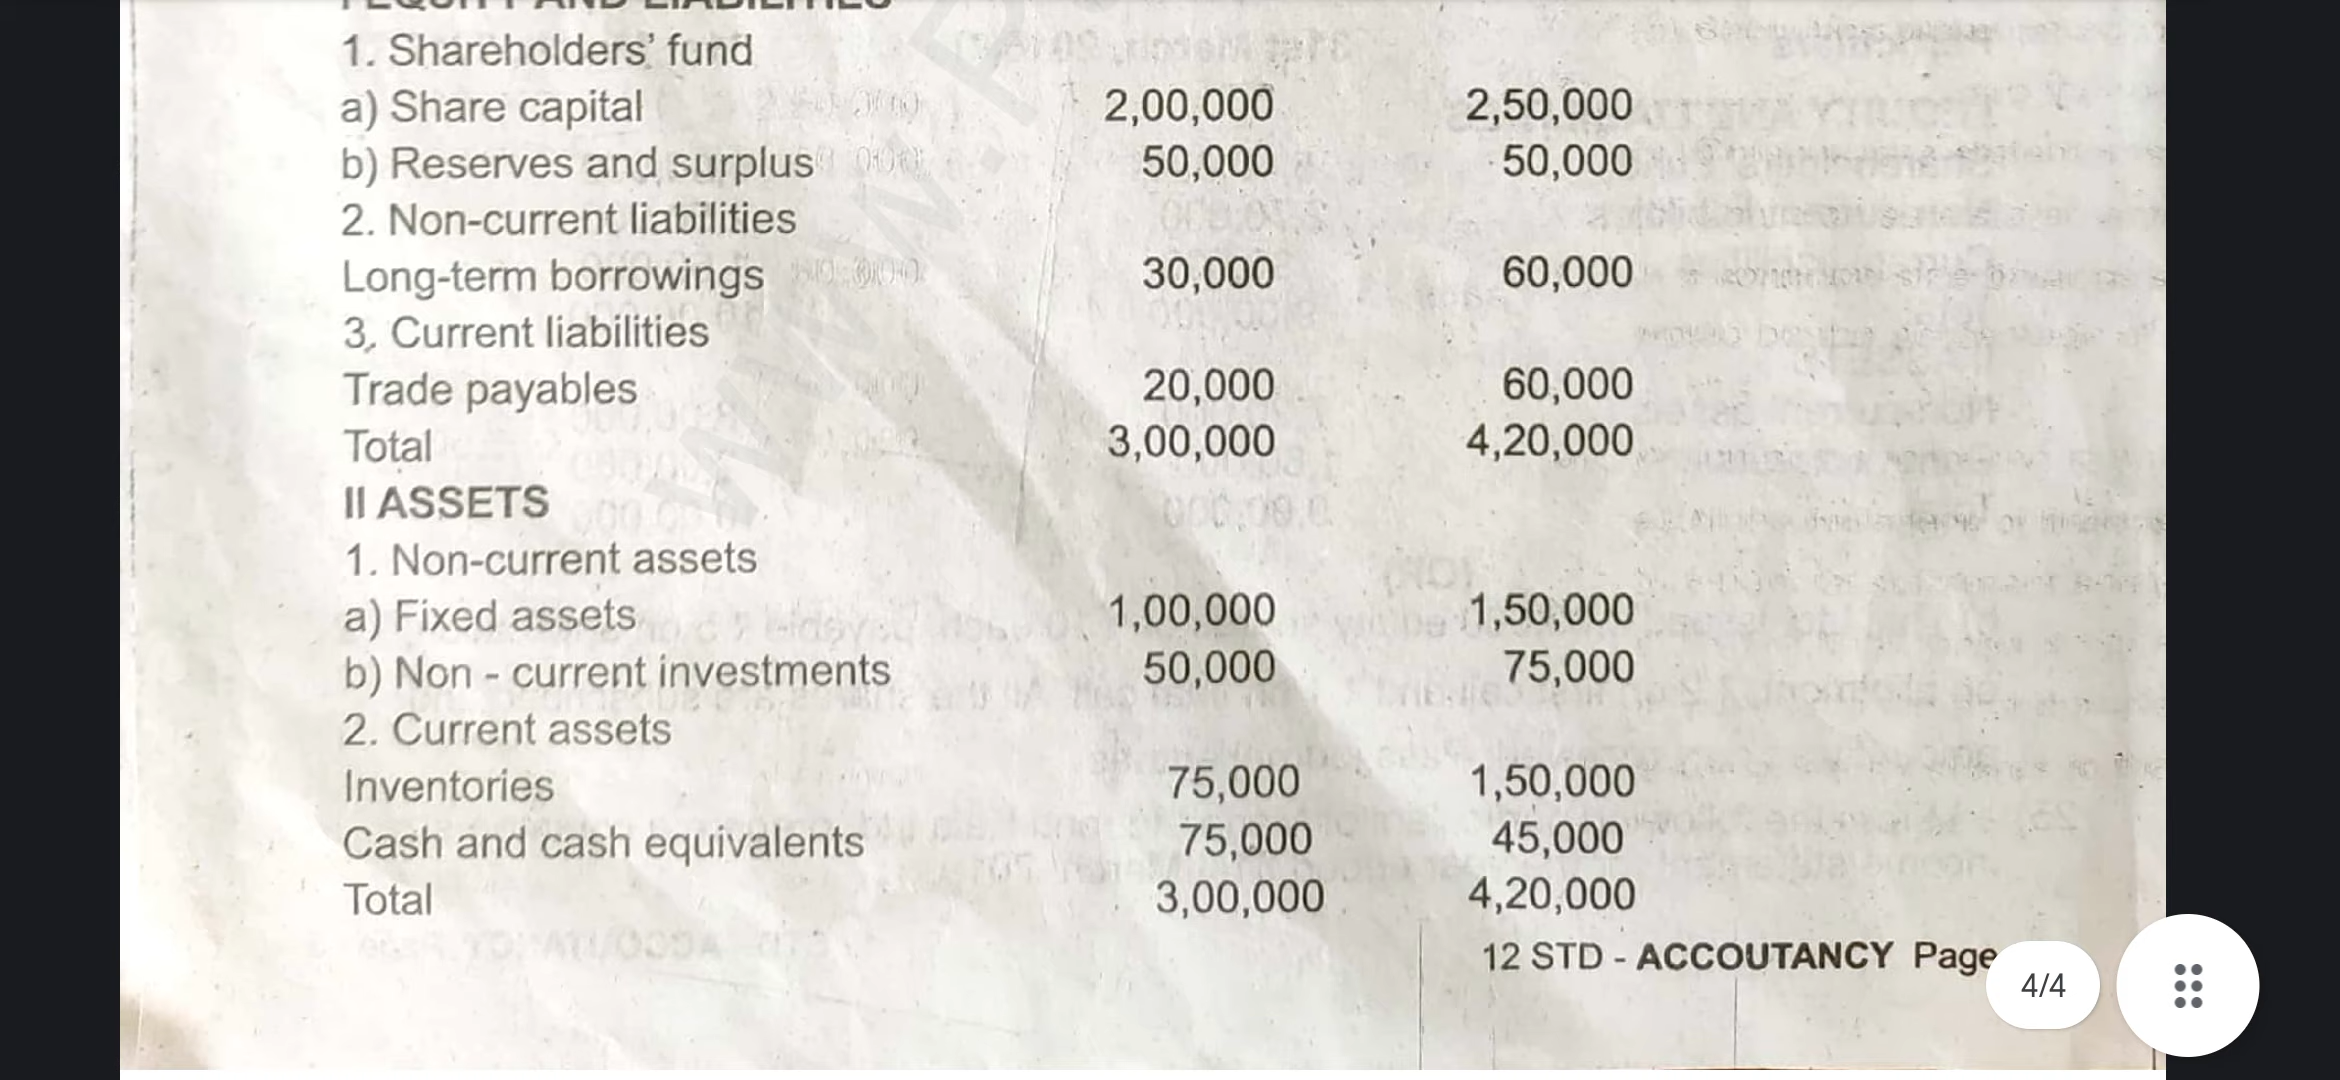 I EQUITY AND LIABILITIES
1. Shareholders' fund
a) Share capital 2,00,000 2,50,000
b) Reserves and surplus 50,000 50,000
2. Non-current liabilities
Long-term borrowings 30,000 60,000
3. Current liabilities
Trade payables 20,000 60,000
Total 3,00,000 4,20,000
II ASSETS
1. Non-current assets
a) Fixed assets 1,00,000 1,50,000
b) Non - current investments 50,000 75,000
2. Current assets
Inventories 75,000 1,50,000
Cash and cash equivalents 75,000 45,000
Total 3,00,000 4,20,000
12 STD - ACCOUTANCY Page
4/4